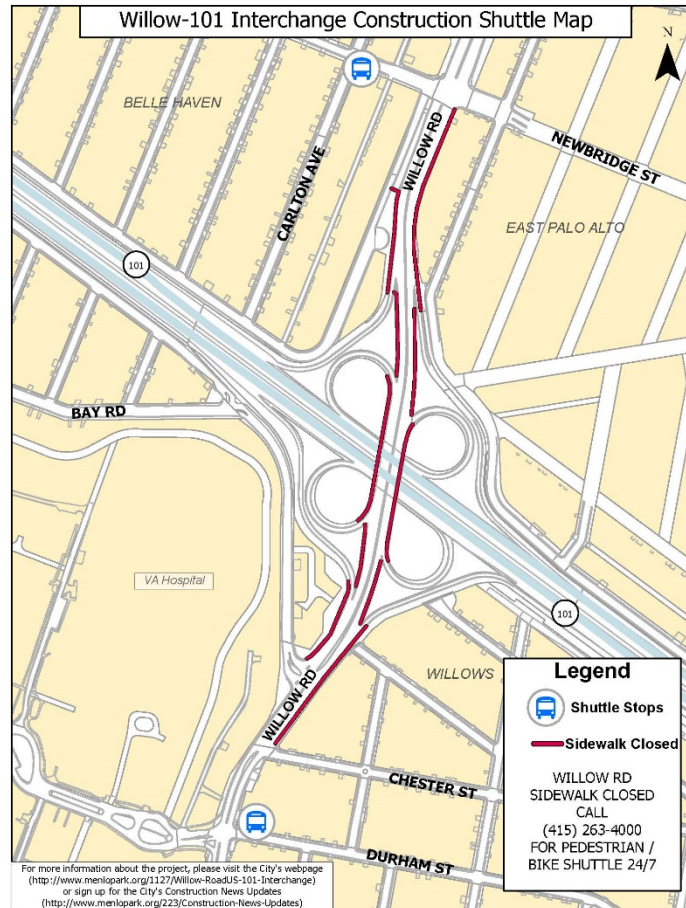 Willow-101 Interchange Construction Shuttle Map
N
BELLE HAVEN
CARLTON AVE
WILLOW RD
NEWBRIDGE ST
EAST PALO ALTO
101
BAY RD
VA Hospital
101
WILLOWS
WILLOW RD
CHESTER ST
DURHAM ST
Legend
Shuttle Stops
Sidewalk Closed
WILLOW RD
SIDEWALK CLOSED
CALL
(415) 263-4000
FOR PEDESTRIAN /
BIKE SHUTTLE 24/7
For more information about the project, please visit the City's webpage
(http://www.menlopark.org/1127/Willow-RoadUS-101-Interchange)
or sign up for the City's Construction News Updates
(http://www.menlopark.org/223/Construction-News-Updates)